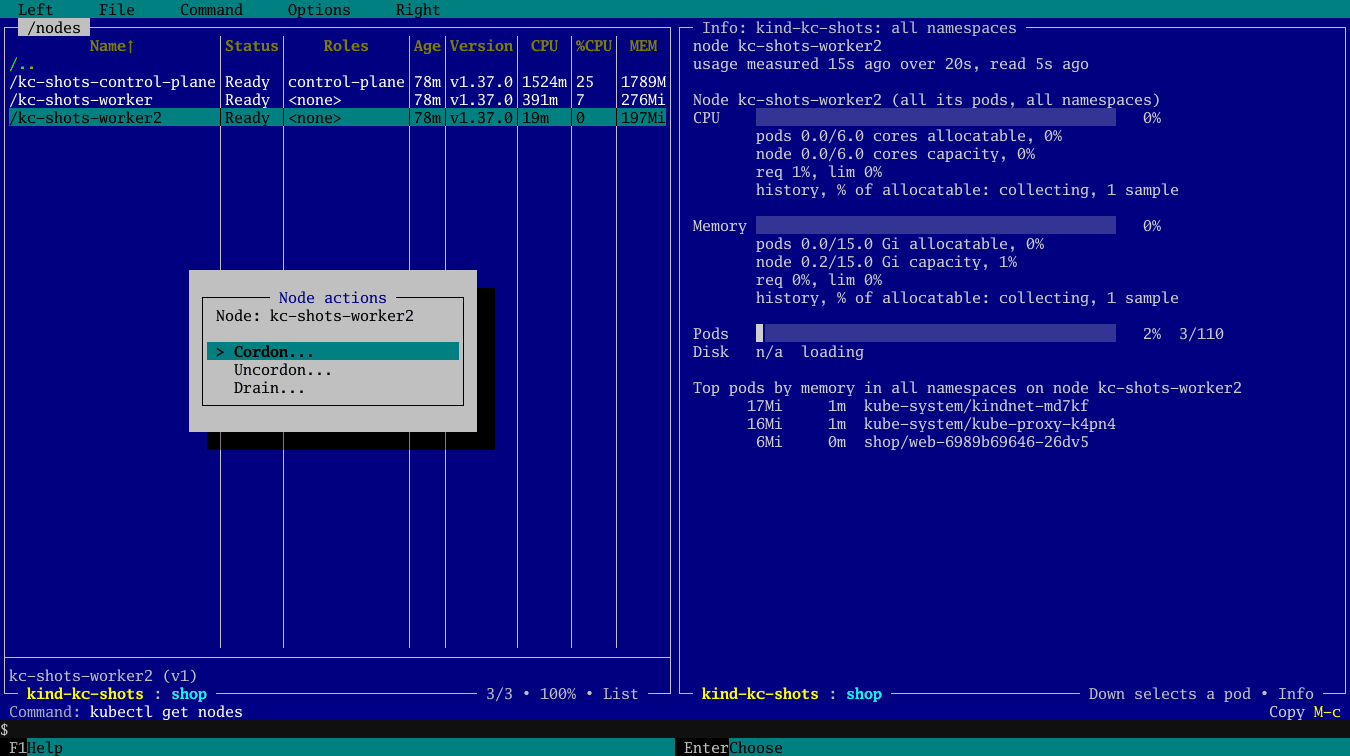 Left File Command Options Right
/nodes
Name↑ Status Roles Age Version CPU %CPU MEM
/..
/kc-shots-control-plane Ready control-plane 78m v1.37.0 1524m 25 1789M
/kc-shots-worker Ready <none> 78m v1.37.0 391m 7 276Mi
/kc-shots-worker2 Ready <none> 78m v1.37.0 19m 0 197Mi
Node actions
Node: kc-shots-worker2
> Cordon...
Uncordon...
Drain...
kc-shots-worker2 (v1)
kind-kc-shots : shop 3/3 • 100% • List
Info: kind-kc-shots: all namespaces
node kc-shots-worker2
usage measured 15s ago over 20s, read 5s ago
Node kc-shots-worker2 (all its pods, all namespaces)
CPU 0%
pods 0.0/6.0 cores allocatable, 0%
node 0.0/6.0 cores capacity, 0%
req 1%, lim 0%
history, % of allocatable: collecting, 1 sample
Memory 0%
pods 0.0/15.0 Gi allocatable, 0%
node 0.2/15.0 Gi capacity, 1%
req 0%, lim 0%
history, % of allocatable: collecting, 1 sample
Pods 2% 3/110
Disk n/a loading
Top pods by memory in all namespaces on node kc-shots-worker2
17Mi 1m kube-system/kindnet-md7kf
16Mi 1m kube-system/kube-proxy-k4pn4
6Mi 0m shop/web-6989b69646-26dv5
kind-kc-shots : shop Down selects a pod • Info
Command: kubectl get nodes Copy M-c
$
F1Help EnterChoose